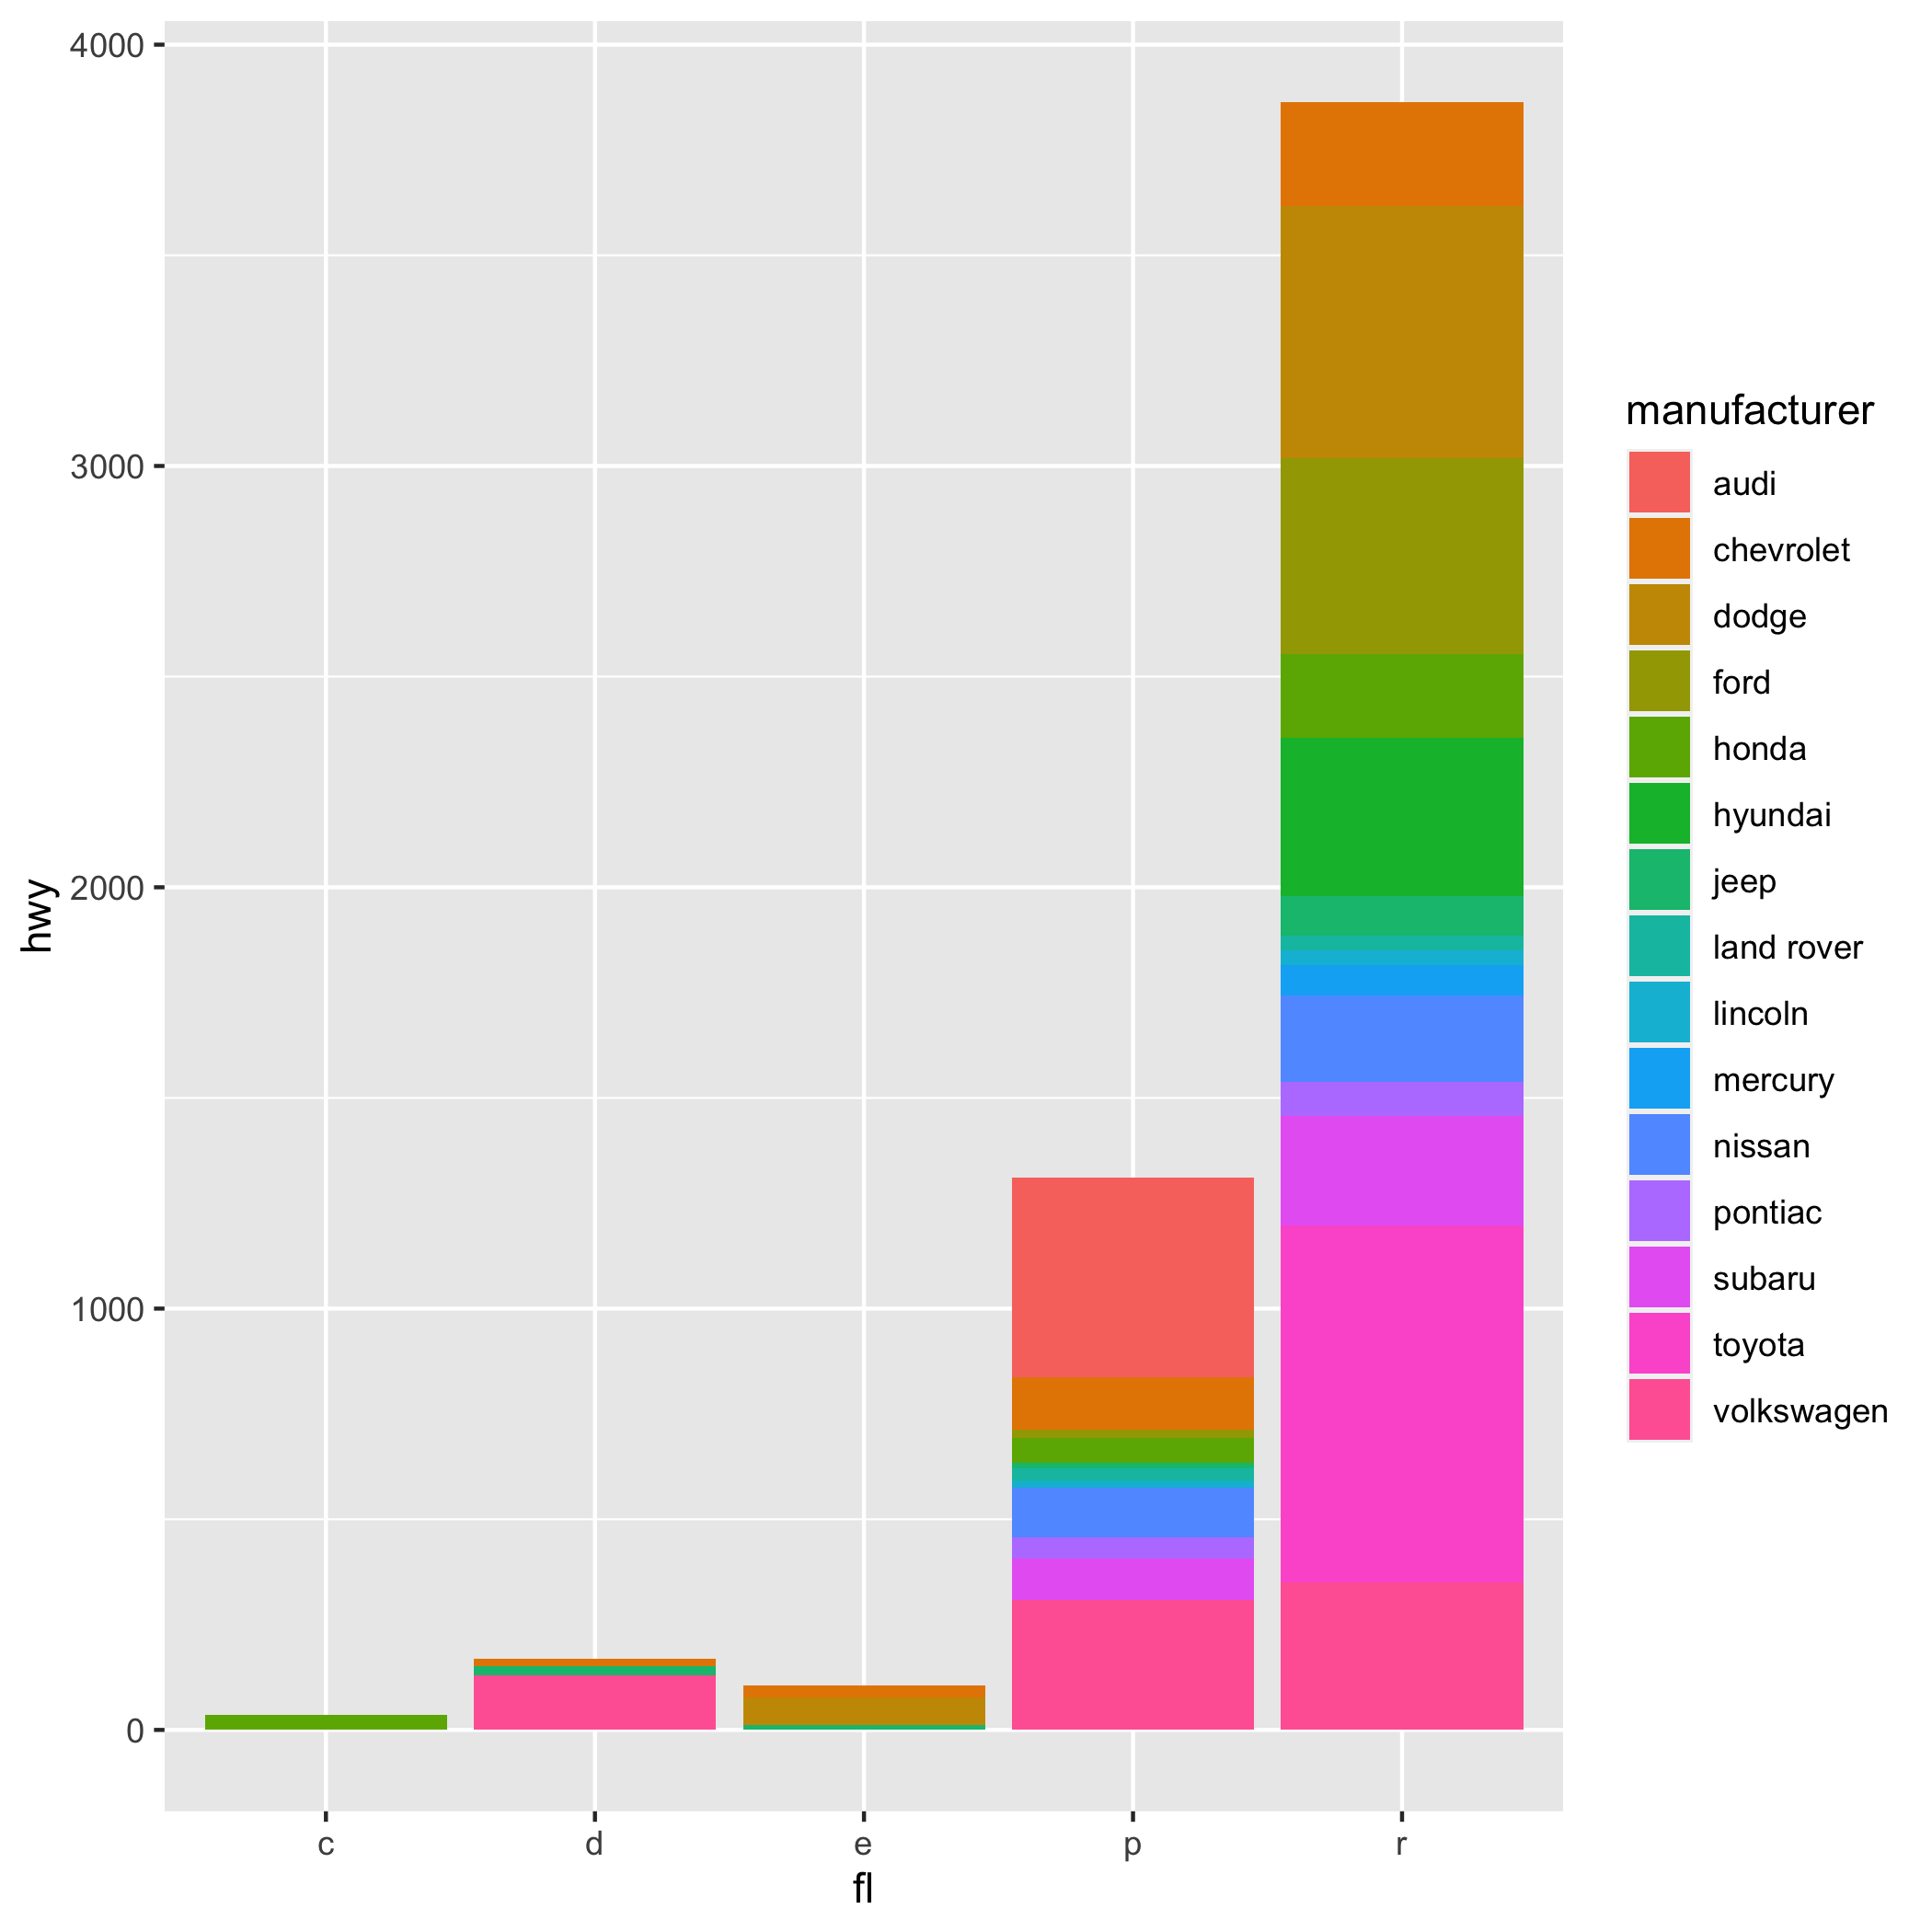 4000
3000
2000
1000
0
hwy
c d e p r
fl
manufacturer
audi
chevrolet
dodge
ford
honda
hyundai
jeep
land rover
lincoln
mercury
nissan
pontiac
subaru
toyota
volkswagen